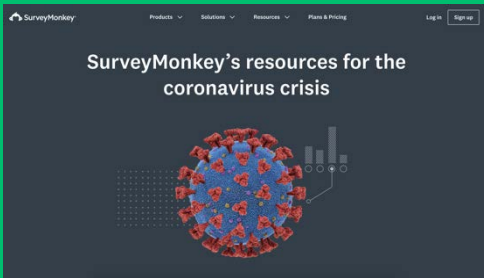 SurveyMonkey
Products
Solutions
Resources
Plans & Pricing
Log in
Sign up
SurveyMonkey's resources for the
coronavirus crisis